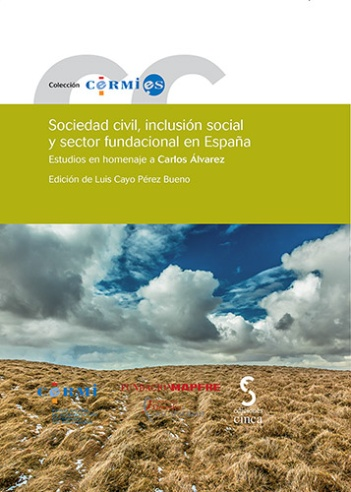 Colección cermi es
Sociedad civil, inclusión social
y sector fundacional en España
Estudios en homenaje a Carlos Álvarez
Edición de Luis Cayo Pérez Bueno
cermi
FUNDACIÓN MAPFRE
ediciones
cinca